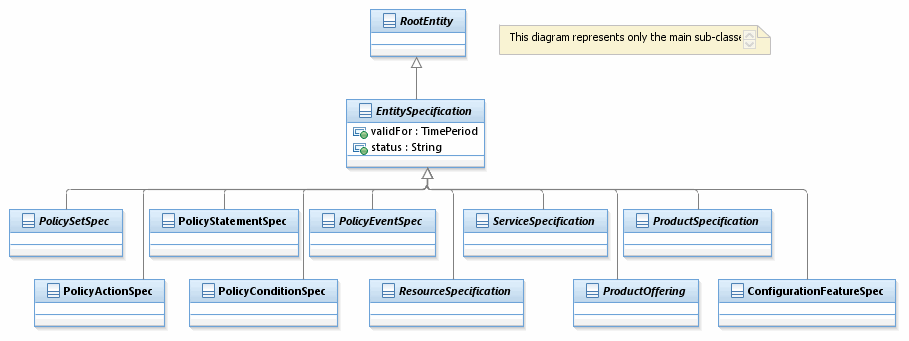 RootEntity
This diagram represents only the main sub-classe
EntitySpecification
validFor : TimePeriod
status : String
PolicySetSpec
PolicyStatementSpec
PolicyEventSpec
ServiceSpecification
ProductSpecification
PolicyActionSpec
PolicyConditionSpec
ResourceSpecification
ProductOffering
ConfigurationFeatureSpec